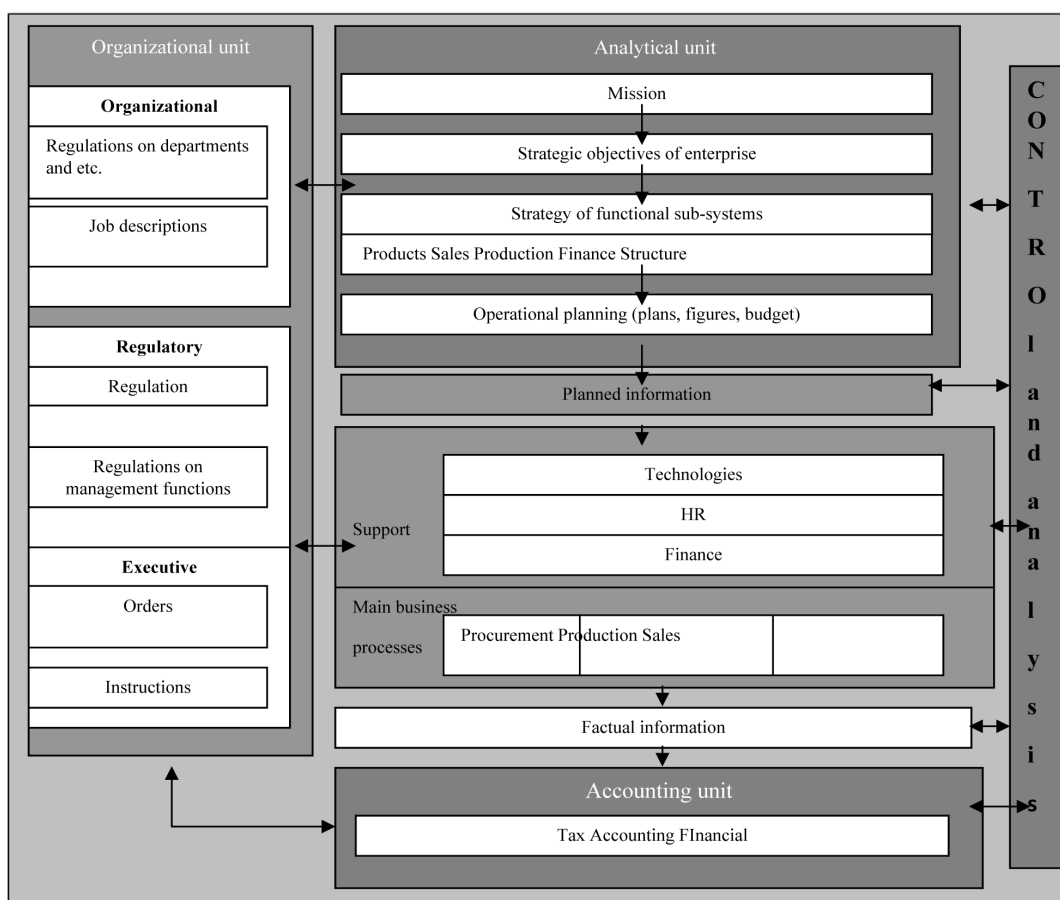 Organizational unit
Organizational
Regulations on departments
and etc.
Job descriptions
Regulatory
Regulation
Regulations on
management functions
Executive
Orders
Instructions
Analytical unit
Mission
Strategic objectives of enterprise
Strategy of functional sub-systems
Products Sales Production Finance Structure
Operational planning (plans, figures, budget)
Planned information
Support
Technologies
HR
Finance
Main business
processes
Procurement Production Sales
Factual information
Accounting unit
Tax Accounting FInancial
C
O
N
T
R
O
l
a
n
d
a
n
a
l
y
s
i
s